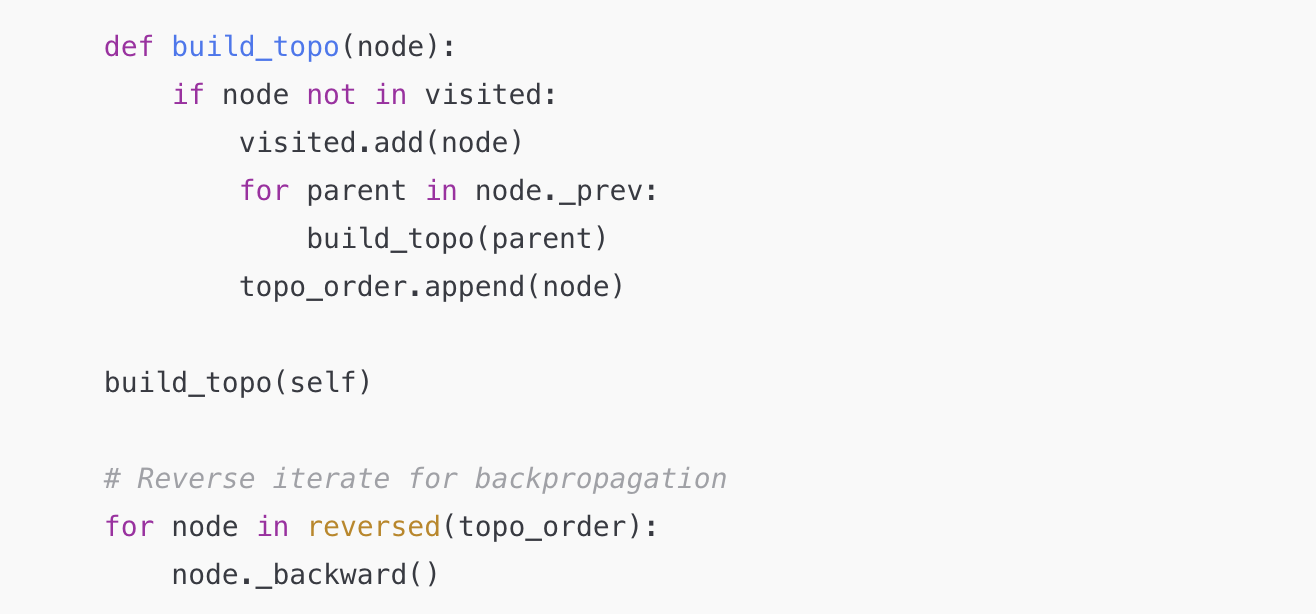 def build_topo(node):
    if node not in visited:
        visited.add(node)
        for parent in node._prev:
            build_topo(parent)
        topo_order.append(node)

build_topo(self)

# Reverse iterate for backpropagation
for node in reversed(topo_order):
    node._backward()